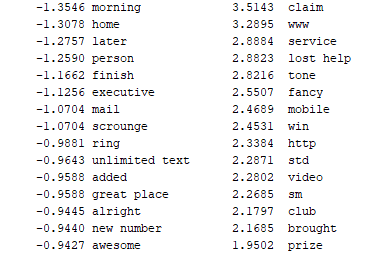 -1.3546 morning 3.5143 claim
-1.3078 home 3.2895 www
-1.2757 later 2.8884 service
-1.2590 person 2.8823 lost help
-1.1662 finish 2.8216 tone
-1.1256 executive 2.5507 fancy
-1.0704 mail 2.4689 mobile
-1.0704 scrounge 2.4531 win
-0.9881 ring 2.3384 http
-0.9643 unlimited text 2.2871 std
-0.9588 added 2.2802 video
-0.9588 great place 2.2685 sm
-0.9445 alright 2.1797 club
-0.9440 new number 2.1685 brought
-0.9427 awesome 1.9502 prize